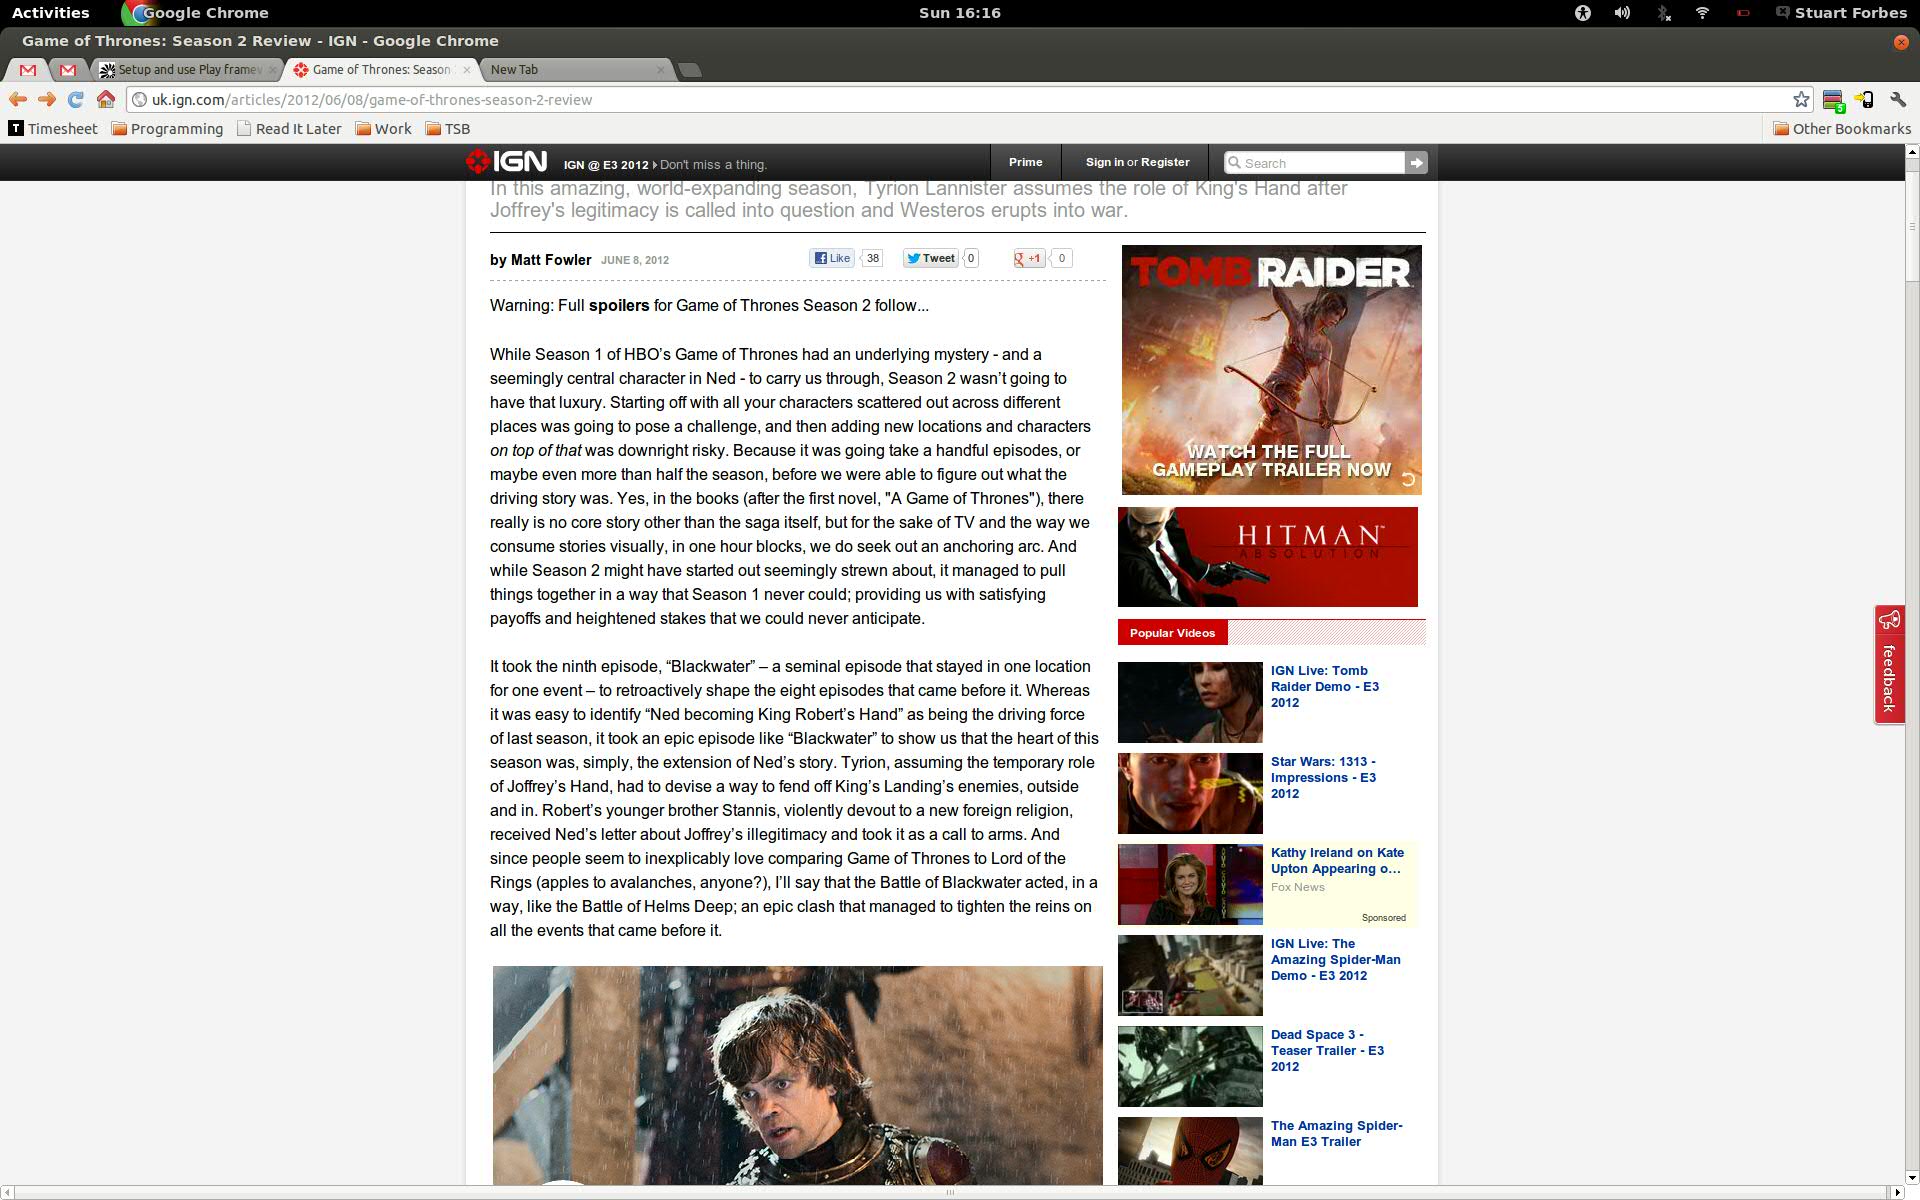 Activities
Google Chrome
Sun 16:16
Stuart Forbes
Game of Thrones: Season 2 Review - IGN - Google Chrome
Setup and use Play framew
Game of Thrones: Season
New Tab
uk.ign.com/articles/2012/06/08/game-of-thrones-season-2-review
5
T Timesheet
Programming
Read It Later
Work
TSB
Other Bookmarks
IGN
IGN @ E3 2012 Don't miss a thing.
Prime
Sign in or Register
Search
In this amazing, world-expanding season, Tyrion Lannister assumes the role of King's Hand after
Joffrey's legitimacy is called into question and Westeros erupts into war.
by Matt Fowler JUNE 8, 2012
Like 38
Tweet 0
g +1 0
Warning: Full spoilers for Game of Thrones Season 2 follow...
While Season 1 of HBO’s Game of Thrones had an underlying mystery - and a
seemingly central character in Ned - to carry us through, Season 2 wasn’t going to
have that luxury. Starting off with all your characters scattered out across different
places was going to pose a challenge, and then adding new locations and characters
on top of that was downright risky. Because it was going take a handful episodes, or
maybe even more than half the season, before we were able to figure out what the
driving story was. Yes, in the books (after the first novel, "A Game of Thrones"), there
really is no core story other than the saga itself, but for the sake of TV and the way we
consume stories visually, in one hour blocks, we do seek out an anchoring arc. And
while Season 2 might have started out seemingly strewn about, it managed to pull
things together in a way that Season 1 never could; providing us with satisfying
payoffs and heightened stakes that we could never anticipate.
It took the ninth episode, “Blackwater” – a seminal episode that stayed in one location
for one event – to retroactively shape the eight episodes that came before it. Whereas
it was easy to identify “Ned becoming King Robert’s Hand” as being the driving force
of last season, it took an epic episode like “Blackwater” to show us that the heart of this
season was, simply, the extension of Ned’s story. Tyrion, assuming the temporary role
of Joffrey’s Hand, had to devise a way to fend off King’s Landing’s enemies, outside
and in. Robert’s younger brother Stannis, violently devout to a new foreign religion,
received Ned’s letter about Joffrey’s illegitimacy and took it as a call to arms. And
since people seem to inexplicably love comparing Game of Thrones to Lord of the
Rings (apples to avalanches, anyone?), I’ll say that the Battle of Blackwater acted, in a
way, like the Battle of Helms Deep; an epic clash that managed to tighten the reins on
all the events that came before it.
TOMB RAIDER
WATCH THE FULL
GAMEPLAY TRAILER NOW
HITMAN™
ABSOLUTION
Popular Videos
IGN Live: Tomb
Raider Demo - E3
2012
Star Wars: 1313 -
Impressions - E3
2012
Kathy Ireland on Kate
Upton Appearing o...
Fox News
Sponsored
IGN Live: The
Amazing Spider-Man
Demo - E3 2012
Dead Space 3 -
Teaser Trailer - E3
2012
The Amazing Spider-
Man E3 Trailer
feedback